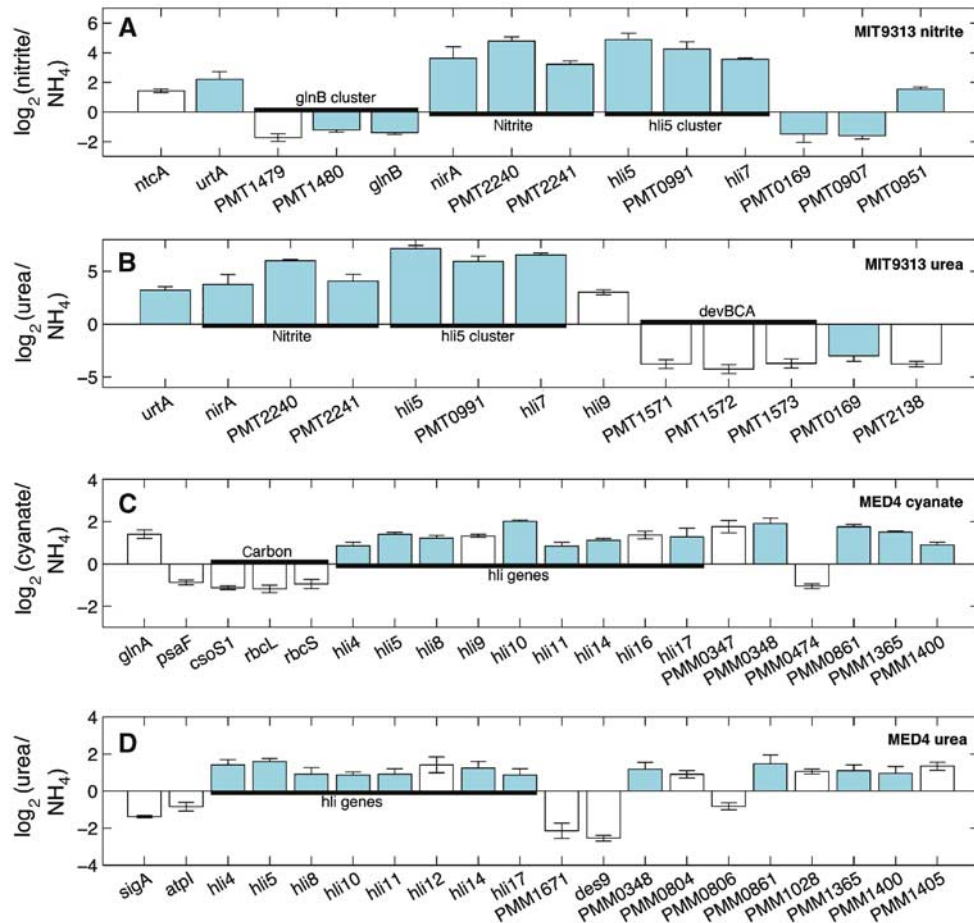 A
MIT9313 nitrite
log2(nitrite/
NH4)
6
4
2
0
−2
glnB cluster
Nitrite
hli5 cluster
ntcA urtA PMT1479 PMT1480 glnB nirA PMT2240 PMT2241 hli5 PMT0991 hli7 PMT0169 PMT0907 PMT0951
B
MIT9313 urea
log2(urea/
NH4)
5
0
−5
Nitrite
hli5 cluster
devBCA
urtA nirA PMT2240 PMT2241 hli5 PMT0991 hli7 hli9 PMT1571 PMT1572 PMT1573 PMT0169 PMT2138
C
MED4 cyanate
log2(cyanate/
NH4)
4
2
0
−2
Carbon
hli genes
glnA psaF csoS1 rbcL rbcS hli4 hli5 hli8 hli9 hli10 hli11 hli14 hli16 hli17 PMM0347 PMM0348 PMM0474 PMM0861 PMM1365 PMM1400
D
MED4 urea
log2(urea/
NH4)
4
2
0
−2
−4
hli genes
sigA atpI hli4 hli5 hli8 hli10 hli11 hli12 hli14 hli17 PMM1671 des9 PMM0348 PMM0804 PMM0806 PMM0861 PMM1028 PMM1365 PMM1400 PMM1405